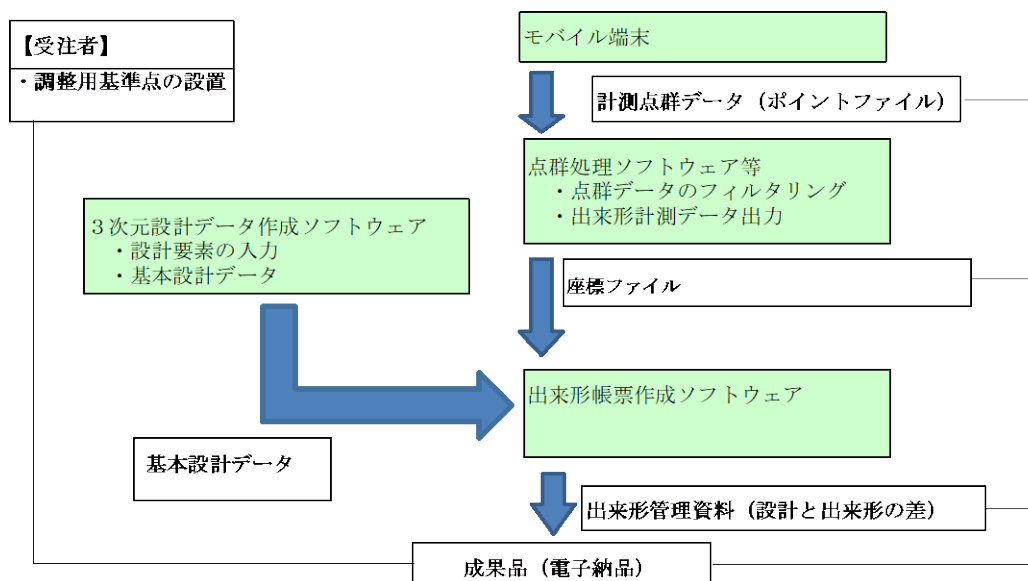 【受注者】
・調整用基準点の設置
モバイル端末
計測点群データ（ポイントファイル）
点群処理ソフトウェア等
・点群データのフィルタリング
・出来形計測データ出力
３次元設計データ作成ソフトウェア
・設計要素の入力
・基本設計データ
座標ファイル
出来形帳票作成ソフトウェア
基本設計データ
出来形管理資料（設計と出来形の差）
成果品（電子納品）